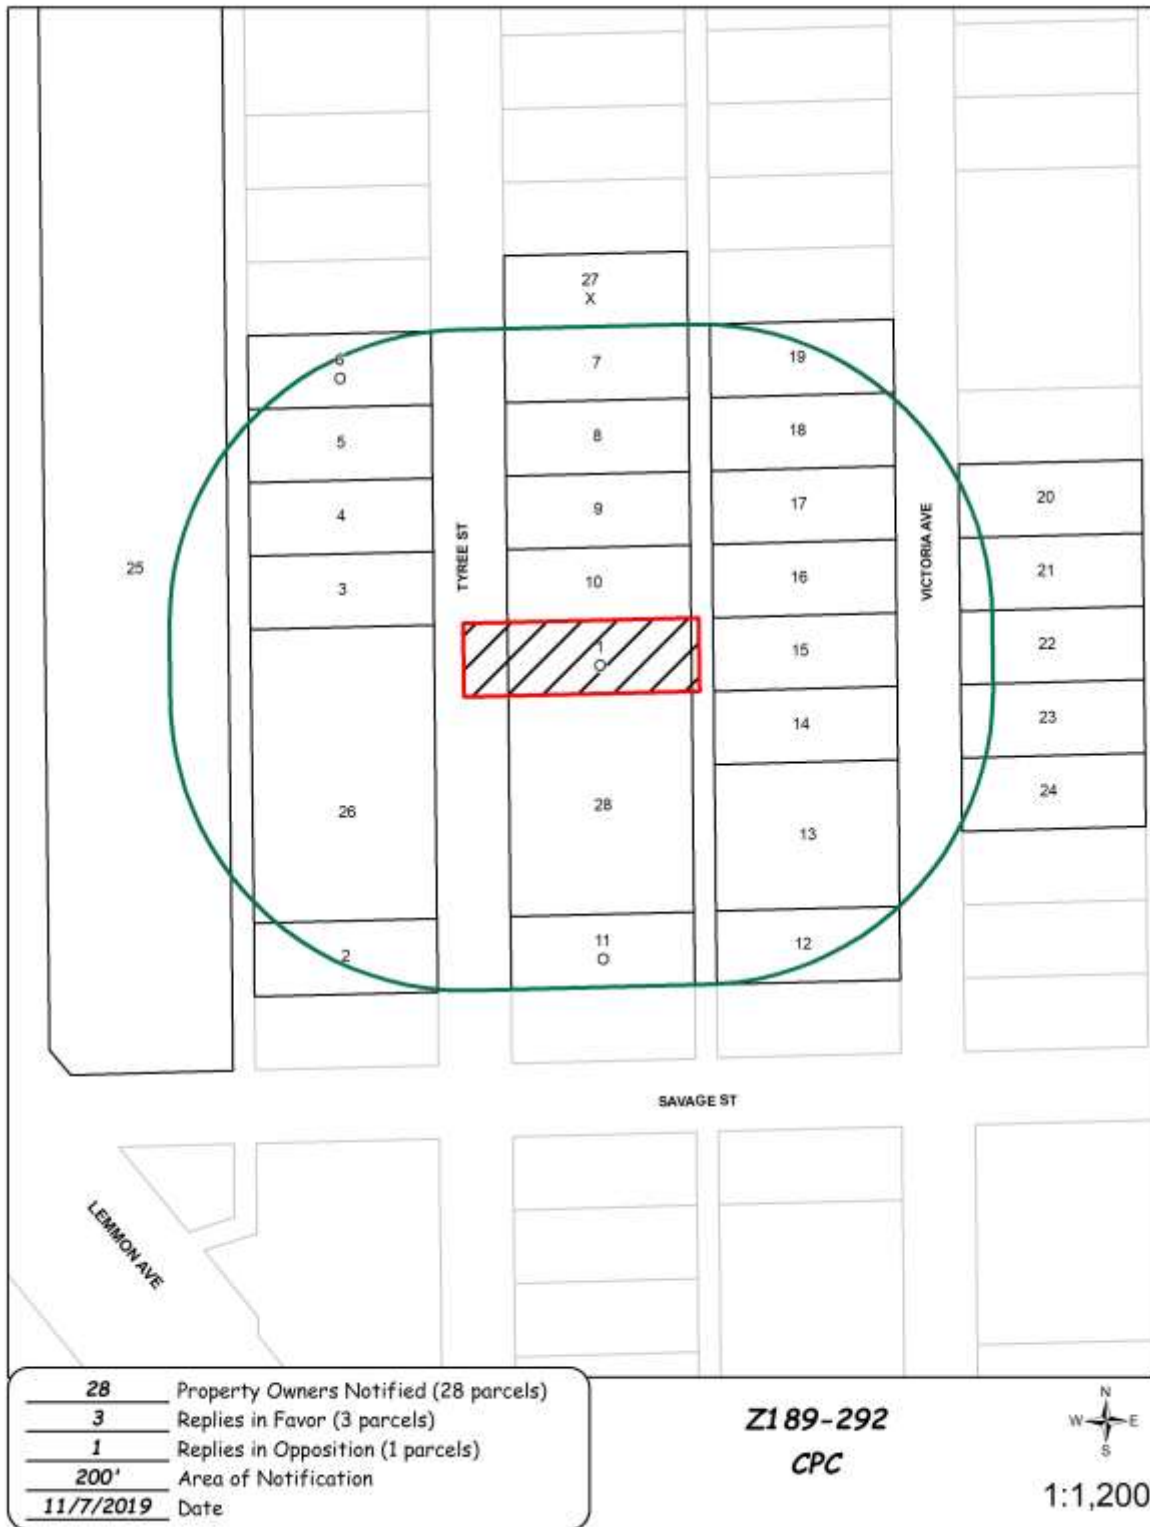 27
X
6
O
7
19
5
8
18
4
9
17
20
25
3
10
16
21
TYREE ST
VICTORIA AVE
1
O
15
22
14
23
26
28
13
24
2
11
O
12
SAVAGE ST
LEMMON AVE
28 Property Owners Notified (28 parcels)
3 Replies in Favor (3 parcels)
1 Replies in Opposition (1 parcels)
200' Area of Notification
11/7/2019 Date
Z189-292
CPC
N
W E
S
1:1,200